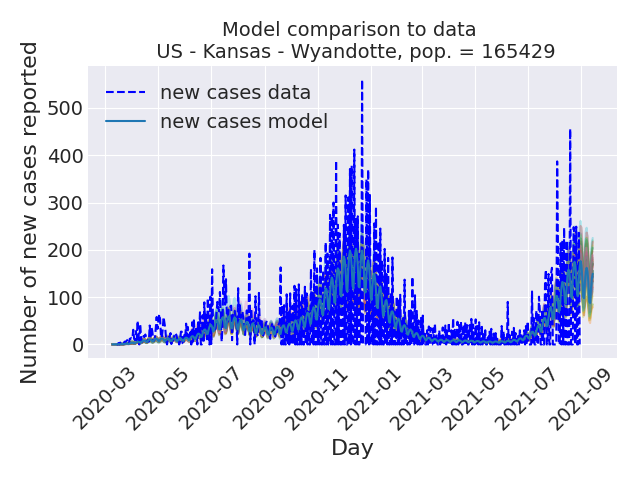 Model comparison to data
US - Kansas - Wyandotte, pop. = 165429
Number of new cases reported
500
400
300
200
100
0
new cases data
new cases model
2020-03
2020-05
2020-07
2020-09
2020-11
2021-01
2021-03
2021-05
2021-07
2021-09
Day